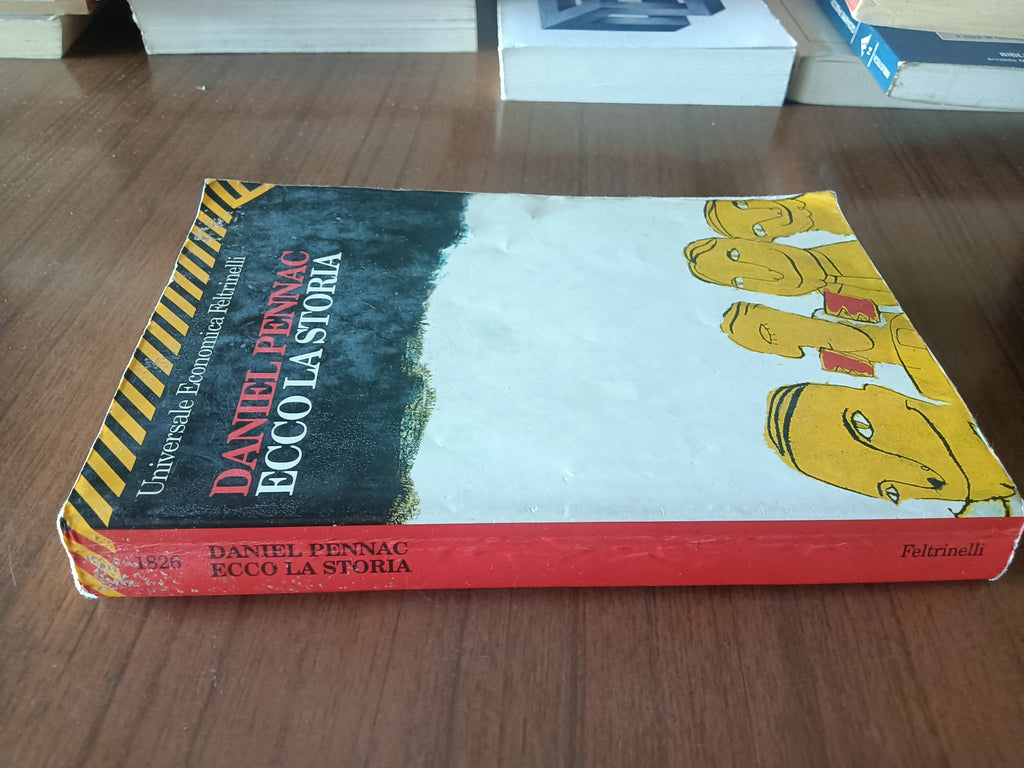 Universale Economica Feltrinelli
DANIEL PENNAC
ECCO LA STORIA
1826
DANIEL PENNAC
ECCO LA STORIA
Feltrinelli